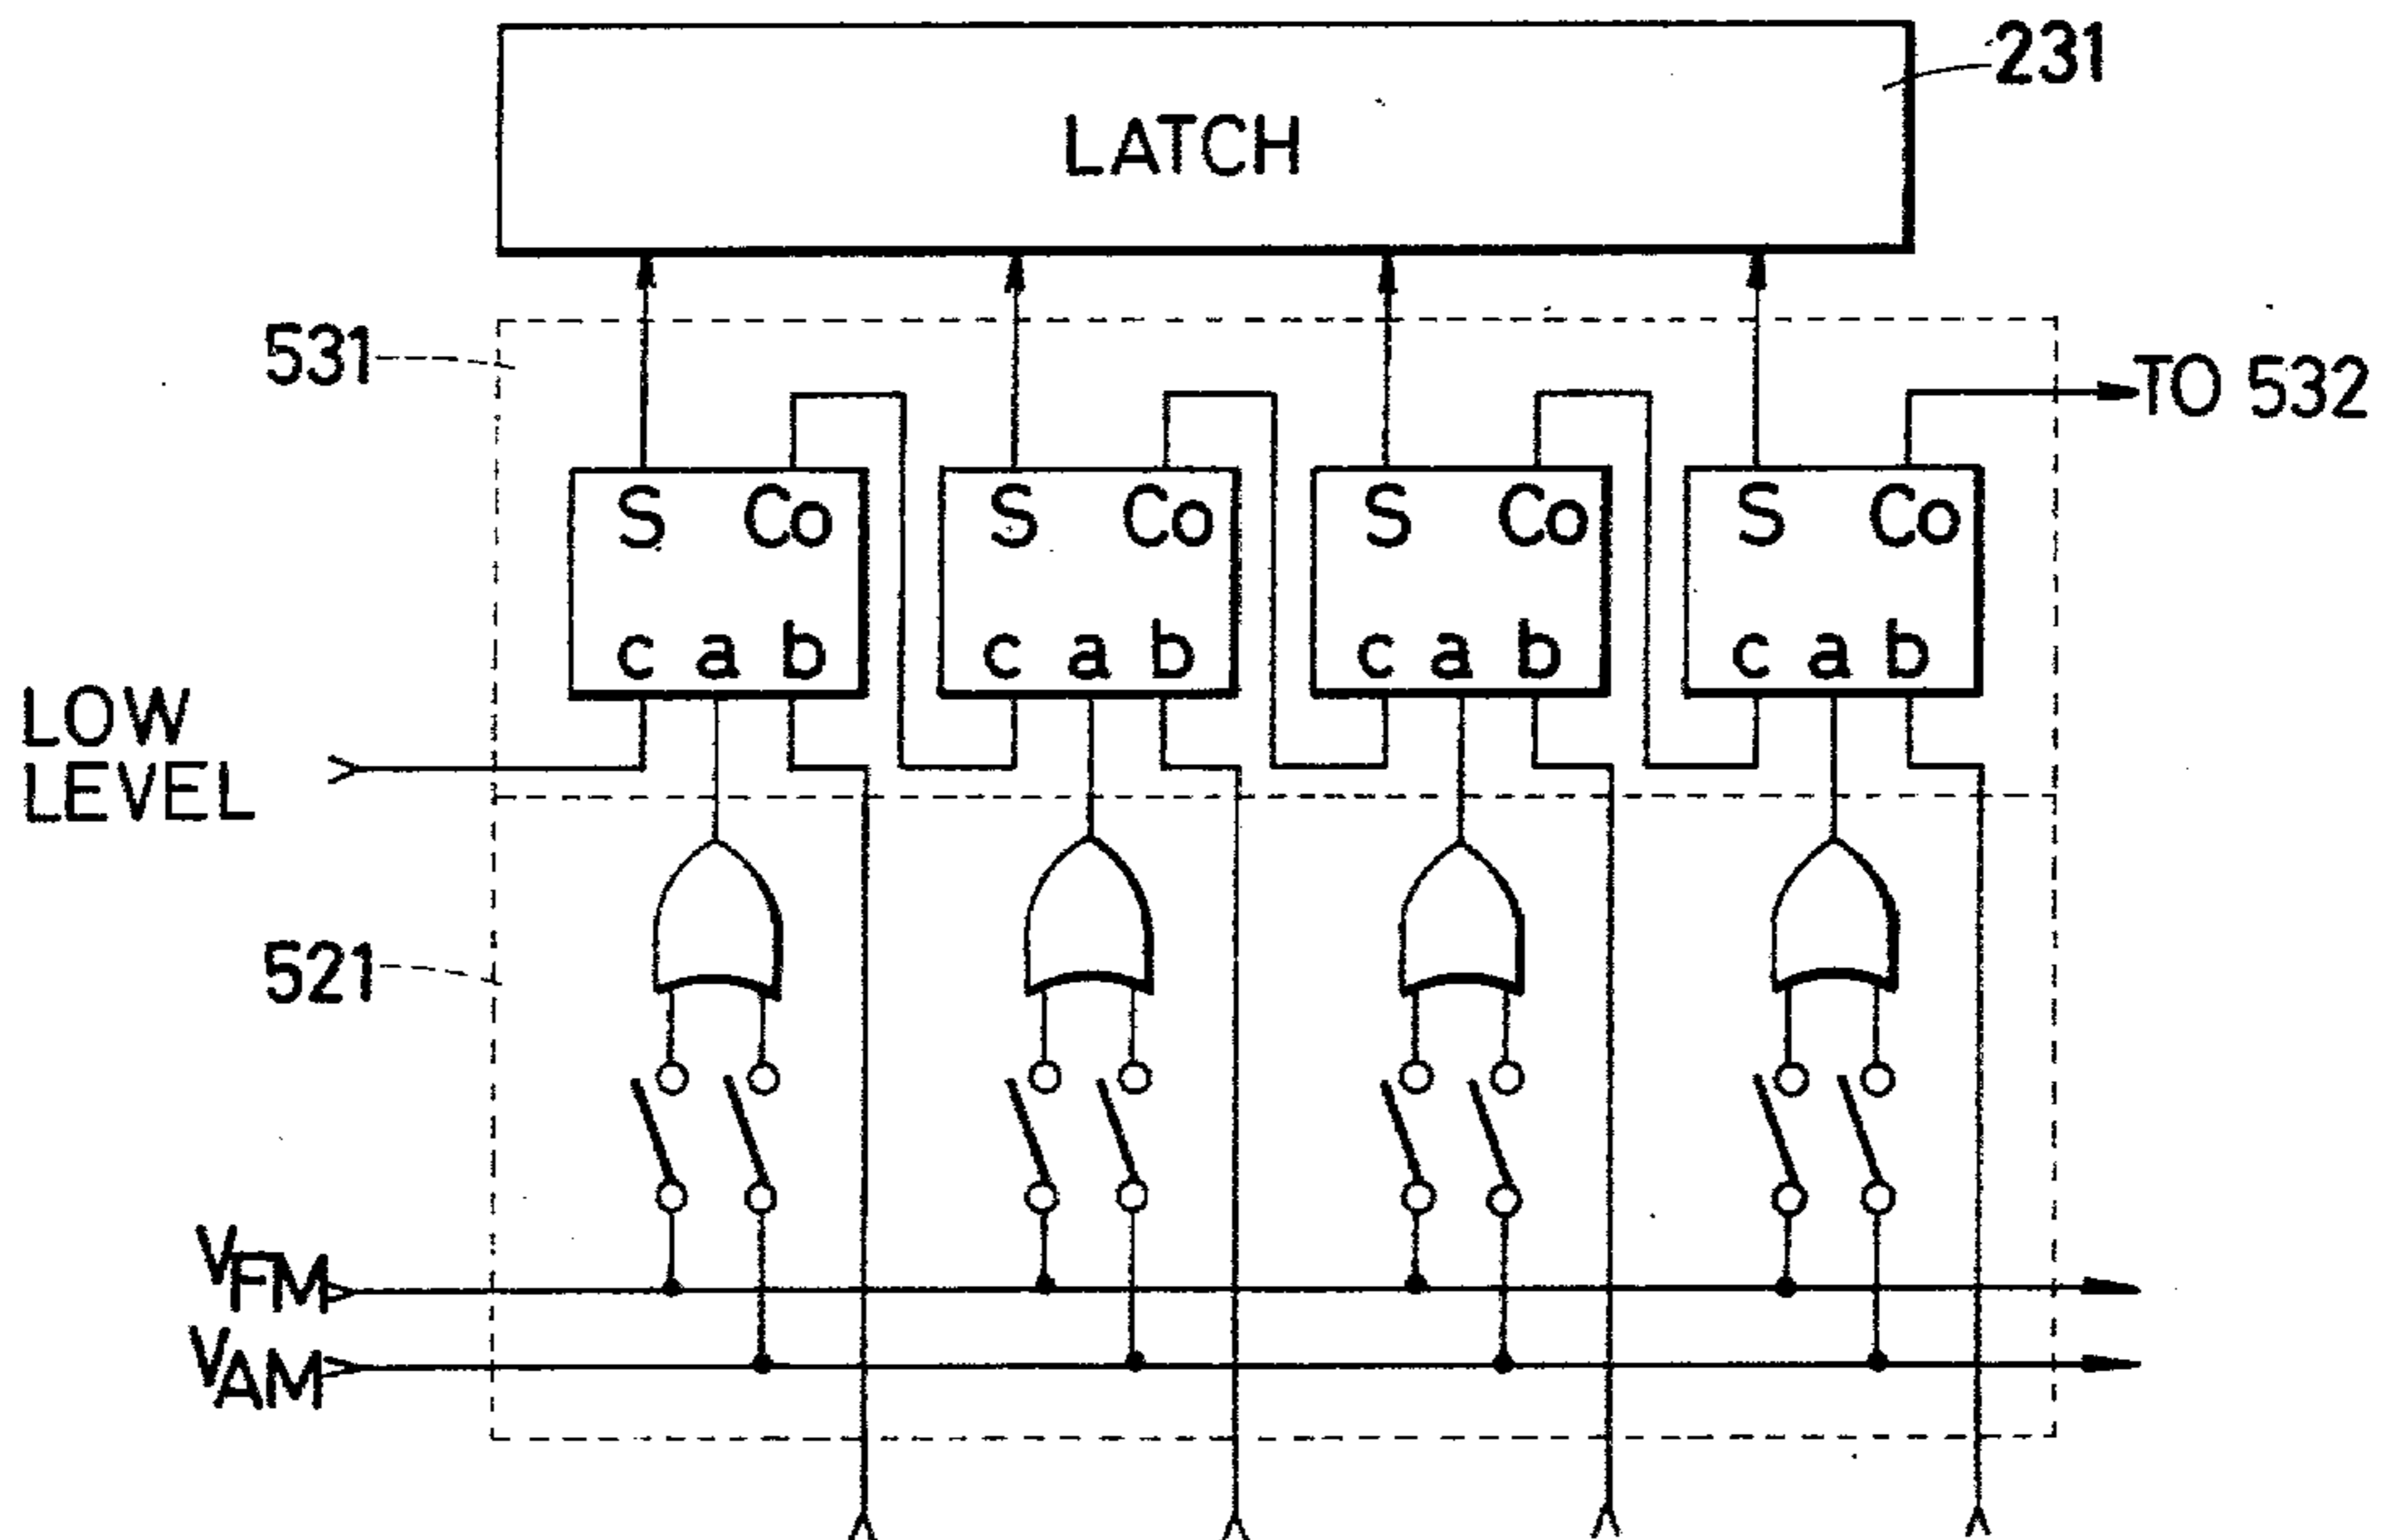 231
LATCH
531
TO 532
S Co S Co S Co S Co
c a b c a b c a b c a b
LOW
LEVEL
521
VFM
VAM